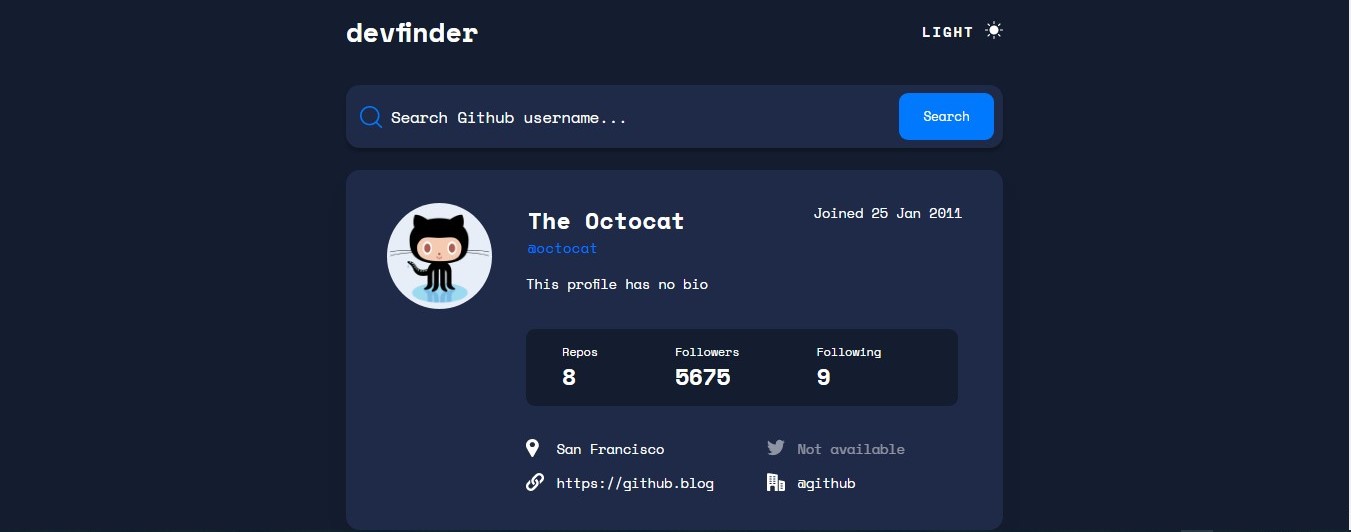 devfinder
LIGHT
Search Github username...
Search
The Octocat
Joined 25 Jan 2011
@octocat
This profile has no bio
Repos Followers Following
8 5675 9
San Francisco Not available
https://github.blog @github